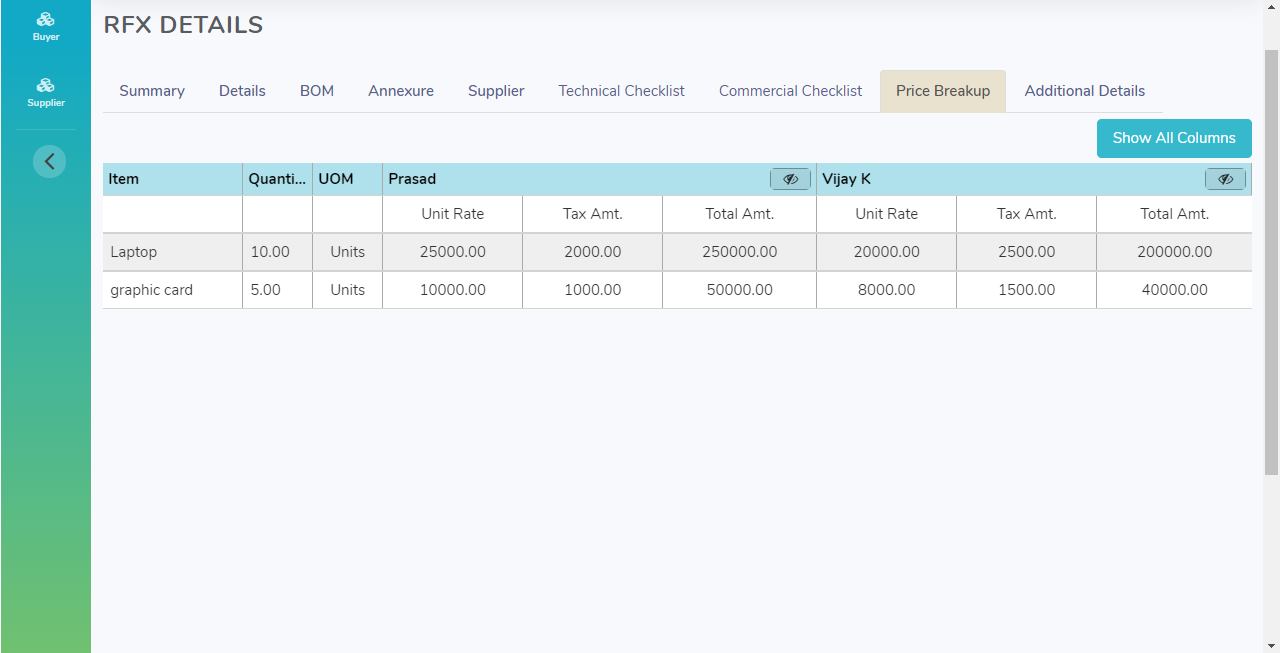 Buyer
Supplier
RFX DETAILS
Summary Details BOM Annexure Supplier Technical Checklist Commercial Checklist Price Breakup Additional Details
Show All Columns
Item Quanti... UOM Prasad Vijay K
Unit Rate Tax Amt. Total Amt. Unit Rate Tax Amt. Total Amt.
Laptop 10.00 Units 25000.00 2000.00 250000.00 20000.00 2500.00 200000.00
graphic card 5.00 Units 10000.00 1000.00 50000.00 8000.00 1500.00 40000.00